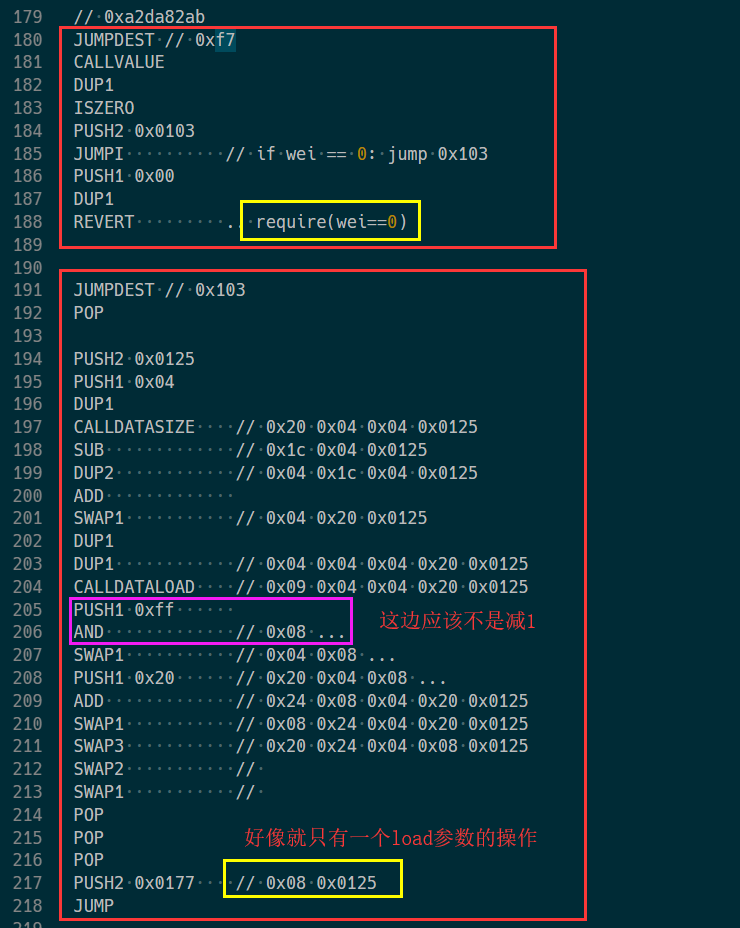 179 // 0xa2da82ab
180 JUMPDEST·//·0xf7
181 CALLVALUE
182 DUP1
183 ISZERO
184 PUSH2·0x0103
185 JUMPI··········//·if·wei·==·0:·jump·0x103
186 PUSH1·0x00
187 DUP1
188 REVERT·········..·require(wei==0)
189
190
191 JUMPDEST·//·0x103
192 POP
193
194 PUSH2·0x0125
195 PUSH1·0x04
196 DUP1
197 CALLDATASIZE····//·0x20·0x04·0x04·0x0125
198 SUB·············//·0x1c·0x04·0x0125
199 DUP2············//·0x04·0x1c·0x04·0x0125
200 ADD·············
201 SWAP1···········//·0x04·0x20·0x0125
202 DUP1
203 DUP1············//·0x04·0x04·0x04·0x20·0x0125
204 CALLDATALOAD····//·0x09·0x04·0x04·0x20·0x0125
205 PUSH1·0xff······
206 AND·············//·0x08·... 这边应该不是减1
207 SWAP1···········//·0x04·0x08·...
208 PUSH1·0x20······//·0x20·0x04·0x08·...
209 ADD·············//·0x24·0x08·0x04·0x20·0x0125
210 SWAP1···········//·0x08·0x24·0x04·0x20·0x0125
211 SWAP3···········//·0x20·0x24·0x04·0x08·0x0125
212 SWAP2···········//·
213 SWAP1···········//·
214 POP
215 POP 好像就只有一个load参数的操作
216 POP
217 PUSH2·0x0177····//·0x08·0x0125
218 JUMP